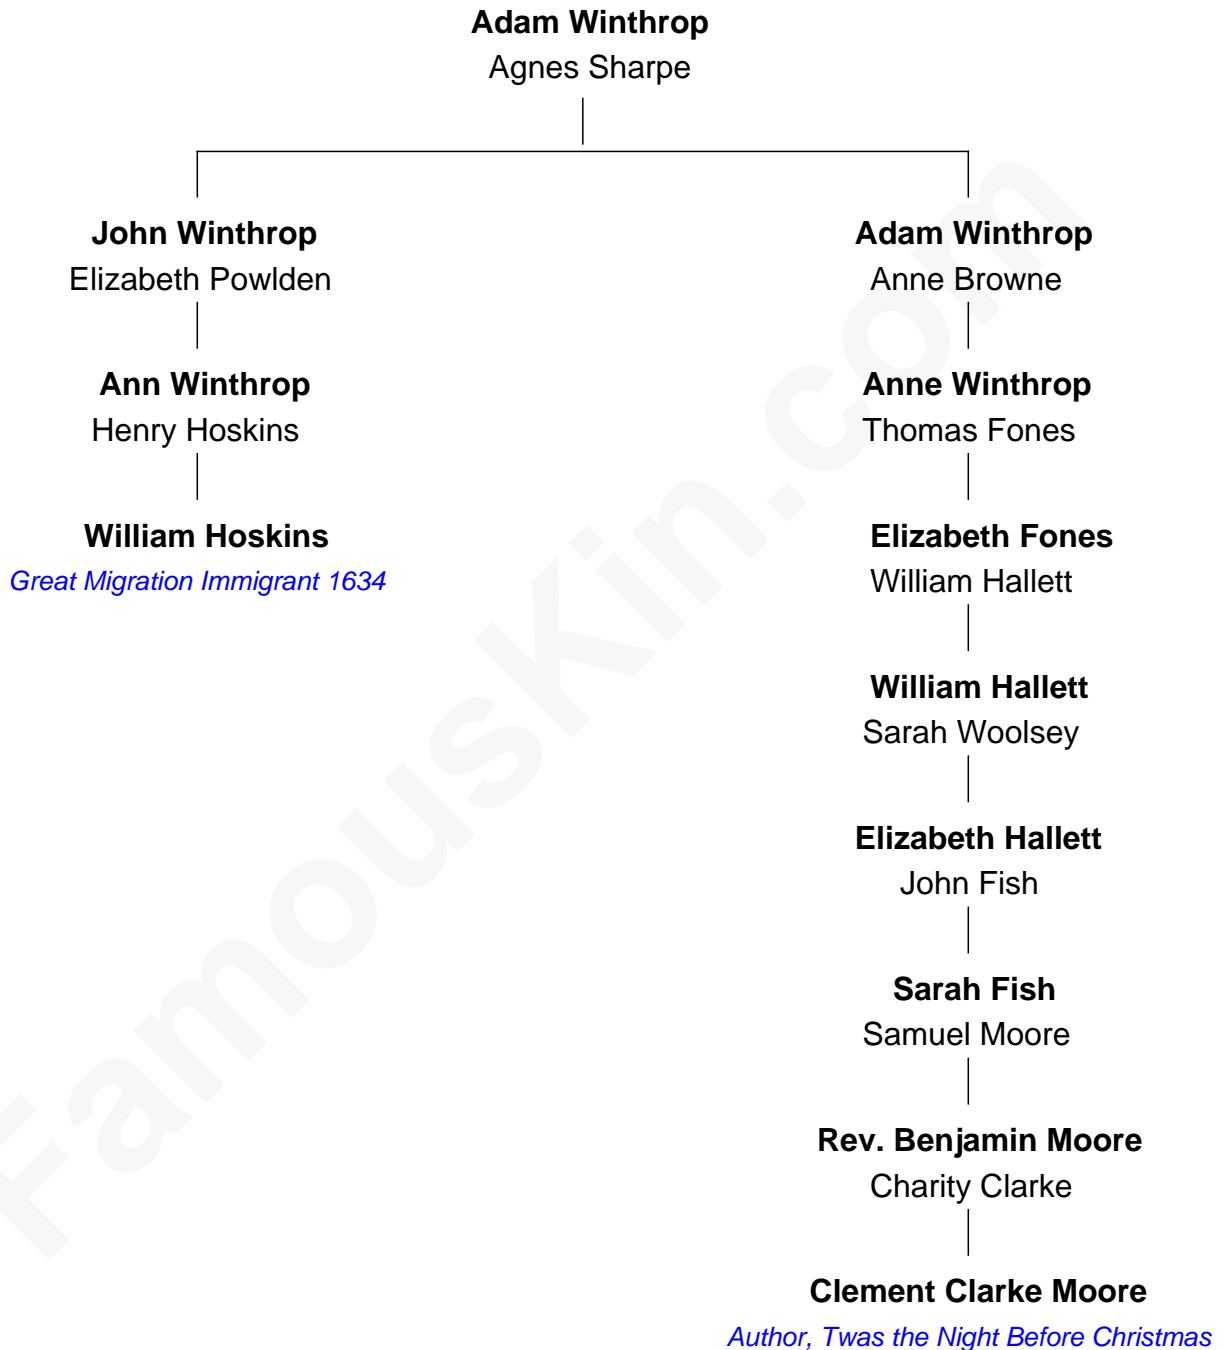 Adam Winthrop
Agnes Sharpe
John Winthrop
Elizabeth Powlden
Adam Winthrop
Anne Browne
Ann Winthrop
Henry Hoskins
Anne Winthrop
Thomas Fones
William Hoskins
Great Migration Immigrant 1634
Elizabeth Fones
William Hallett
William Hallett
Sarah Woolsey
Elizabeth Hallett
John Fish
Sarah Fish
Samuel Moore
Rev. Benjamin Moore
Charity Clarke
Clement Clarke Moore
Author, Twas the Night Before Christmas
FamousKin.com